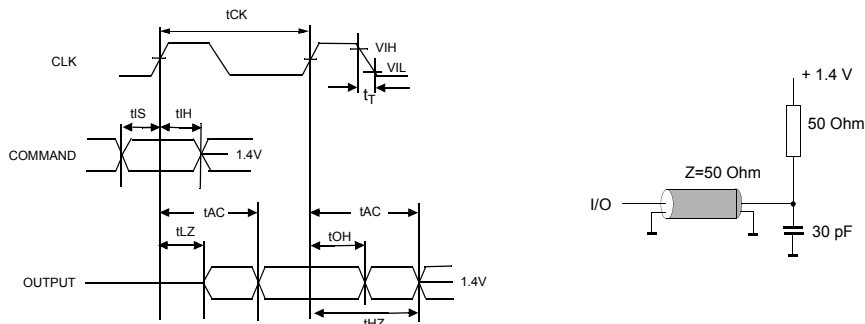 tCK
CLK
VIH
VIL
tT
tIS
tIH
COMMAND
1.4V
tAC
tAC
tLZ
tOH
OUTPUT
1.4V
tHZ
+ 1.4 V
50 Ohm
Z=50 Ohm
I/O
30 pF